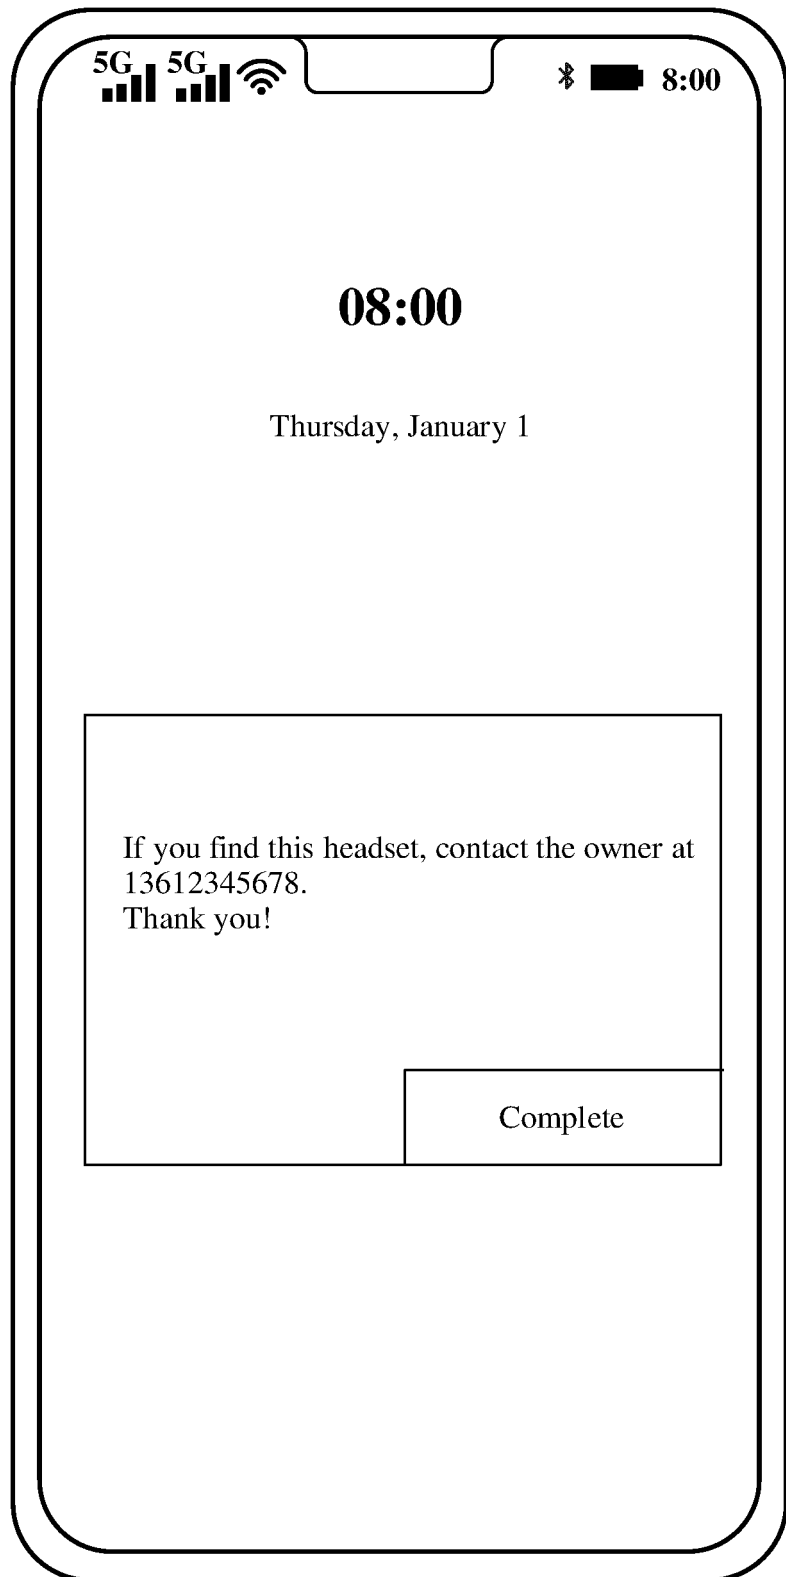 5G 5G 8:00
08:00
Thursday, January 1
If you find this headset, contact the owner at
13612345678.
Thank you!
Complete